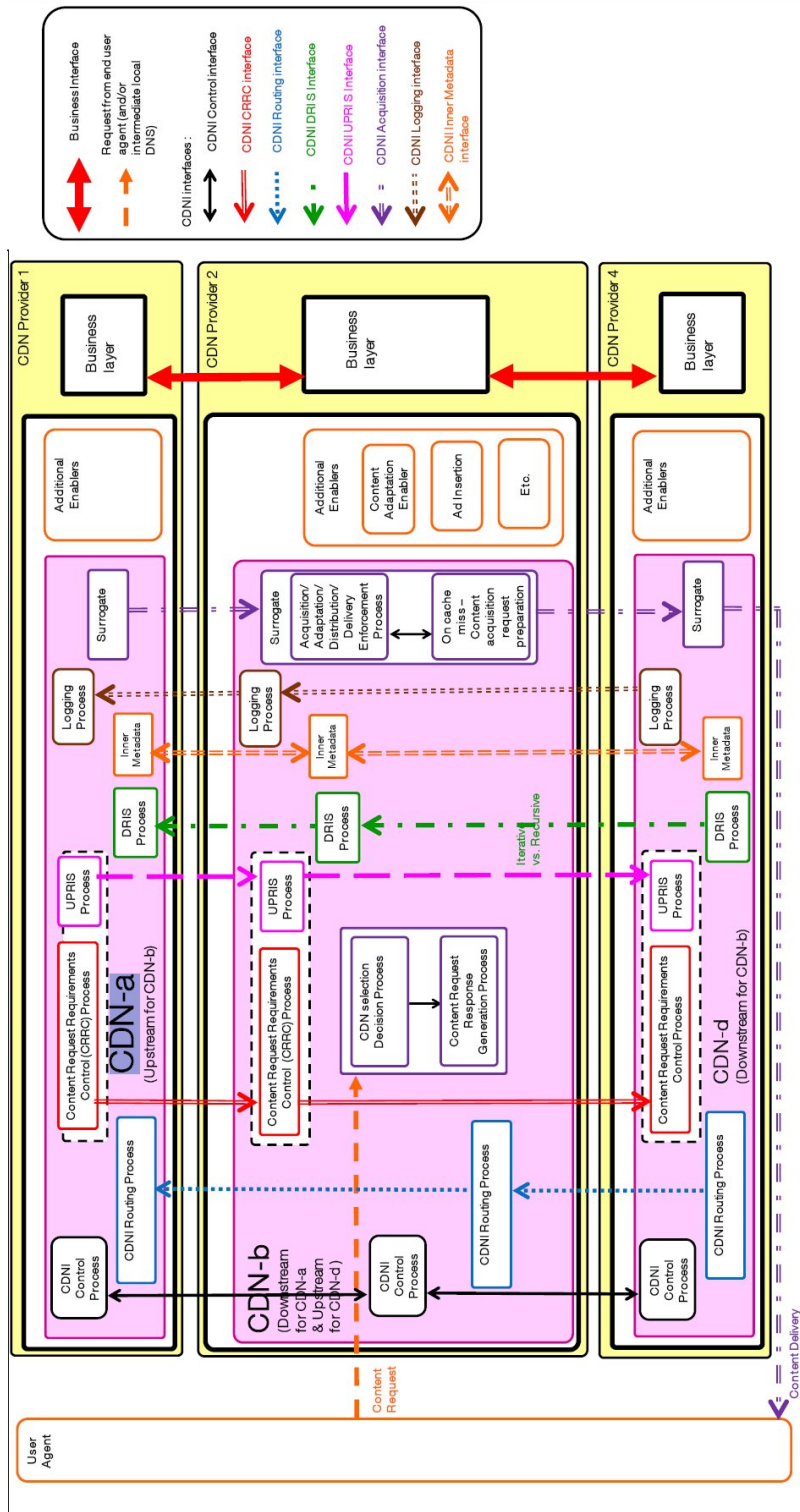 CDN Provider 1
Business
layer
Additional
Enablers
Surrogate
Logging
Process
Inner
Metadata
DRIS
Process
UPRIS
Process
Content Request Requirements
Control (CRRC) Process
CDN-a
(Upstream for CDN-b)
CDNI Routing Process
CDNI
Control
Process
CDN Provider 2
Business
layer
Additional
Enablers
Content
Adaptation
Enabler
Ad Insertion
Etc.
Surrogate
Acquisition/
Adaptation/
Distribution/
Delivery
Enforcement
Process
On cache
miss –
Content
acquisition
request
preparation
Logging
Process
Inner
Metadata
DRIS
Process
Iterative
vs. Recursive
UPRIS
Process
Content Request Requirements
Control (CRRC) Process
CDN selection
Decision Process
Content Request
Response
Generation Process
CDNI Routing Process
CDN-b
(Downstream
for CDN-a
& Upstream
for CDN-d)
CDNI
Control
Process
CDN Provider 4
Business
layer
Additional
Enablers
Surrogate
Logging
Process
Inner
Metadata
DRIS
Process
UPRIS
Process
Content Request Requirements
Control Process
CDN-d
(Downstream for CDN-b)
CDNI Routing Process
CDNI
Control
Process
User
Agent
Content
Request
Content Delivery
Business Interface
Request from end user
agent (and/or
intermediate local
DNS)
CDNI interfaces :
CDNI Control interface
CDNI CRRC interface
CDNI Routing interface
CDNI DRIS Interface
CDNI UPRIS Interface
CDNI Acquisition interface
CDNI Logging interface
CDNI Inner Metadata
interface